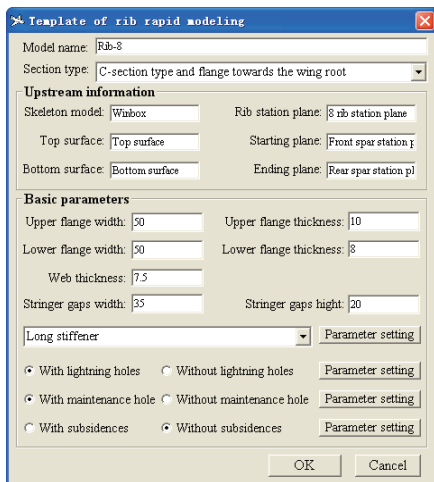 Template of rib rapid modeling
Model name: Rib-8
Section type: C-section type and flange towards the wing root
Upstream information
Skeleton model: Winbox Rib station plane: 8 rib station plane
Top surface: Top surface Starting plane: Front spar station p
Bottom surface: Bottom surface Ending plane: Rear spar station pl
Basic parameters
Upper flange width: 50 Upper flange thickness: 10
Lower flange width: 50 Lower flange thickness: 8
Web thickness: 7.5
Stringer gaps width: 35 Stringer gaps hight: 20
Long stiffener Parameter setting
With lightning holes Without lightning holes Parameter setting
With maintenance hole Without maintenance hole Parameter setting
With subsidences Without subsidences Parameter setting
OK Cancel